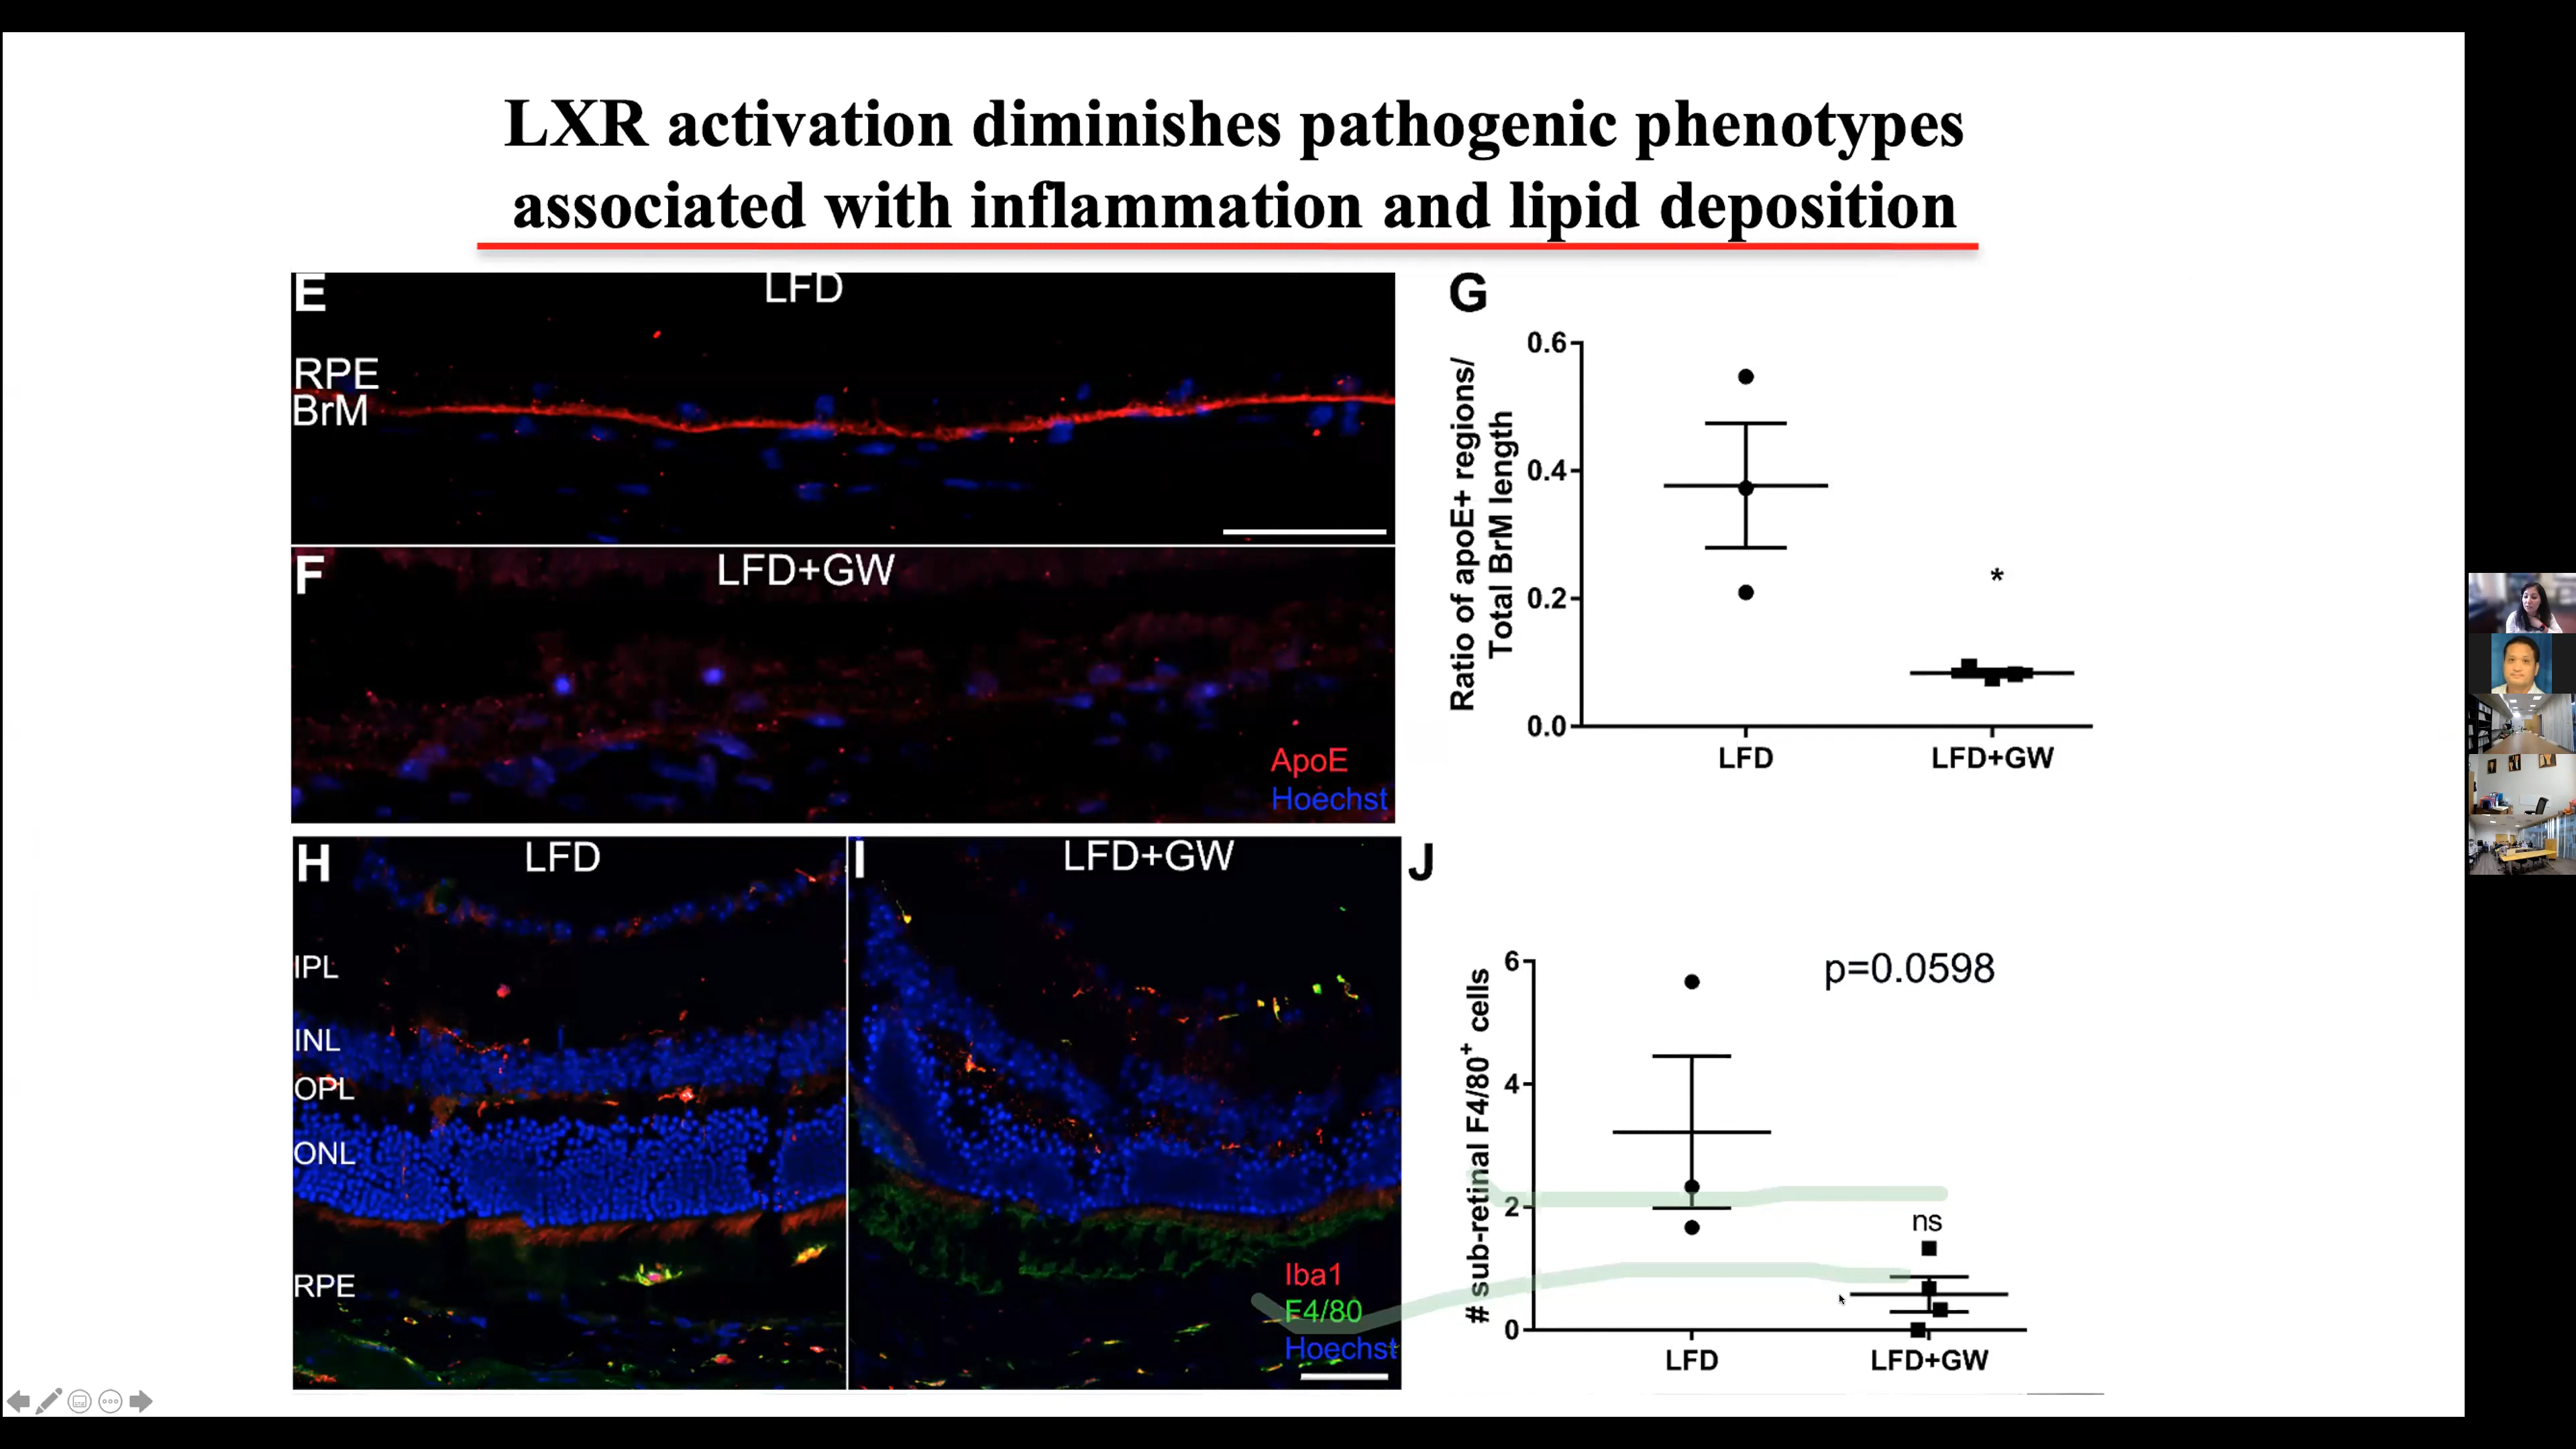 LXR activation diminishes pathogenic phenotypes
associated with inflammation and lipid deposition
E
LFD
RPE
BrM
F
LFD+GW
ApoE
Hoechst
G
Ratio of apoE+ regions/
Total BrM length
0.6
0.4
0.2
0.0
*
LFD
LFD+GW
H
LFD
IPL
INL
OPL
ONL
RPE
I
LFD+GW
Iba1
F4/80
Hoechst
J
# sub-retinal F4/80+ cells
6
4
2
0
p=0.0598
ns
LFD
LFD+GW